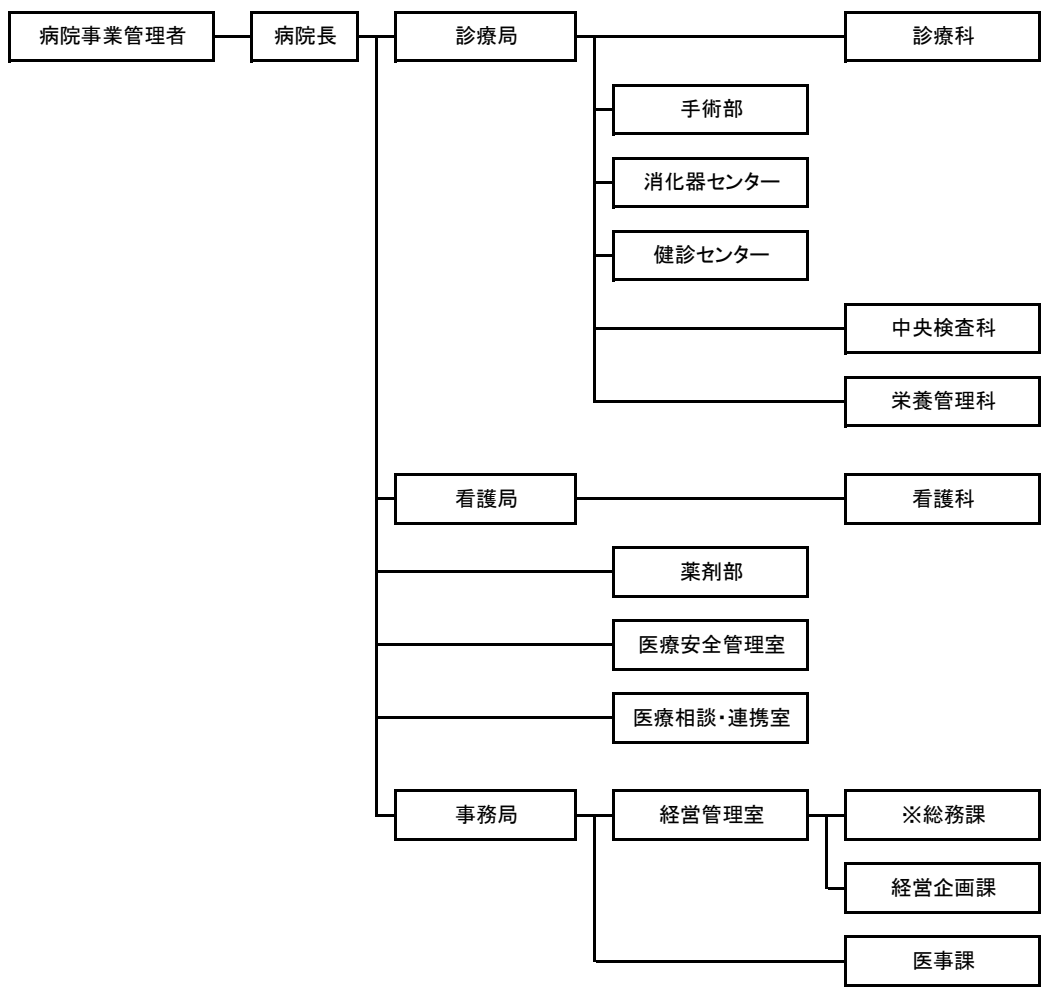 病院事業管理者
病院長
診療局
診療科
手術部
消化器センター
健診センター
中央検査科
栄養管理科
看護局
看護科
薬剤部
医療安全管理室
医療相談・連携室
事務局
経営管理室
※総務課
経営企画課
医事課